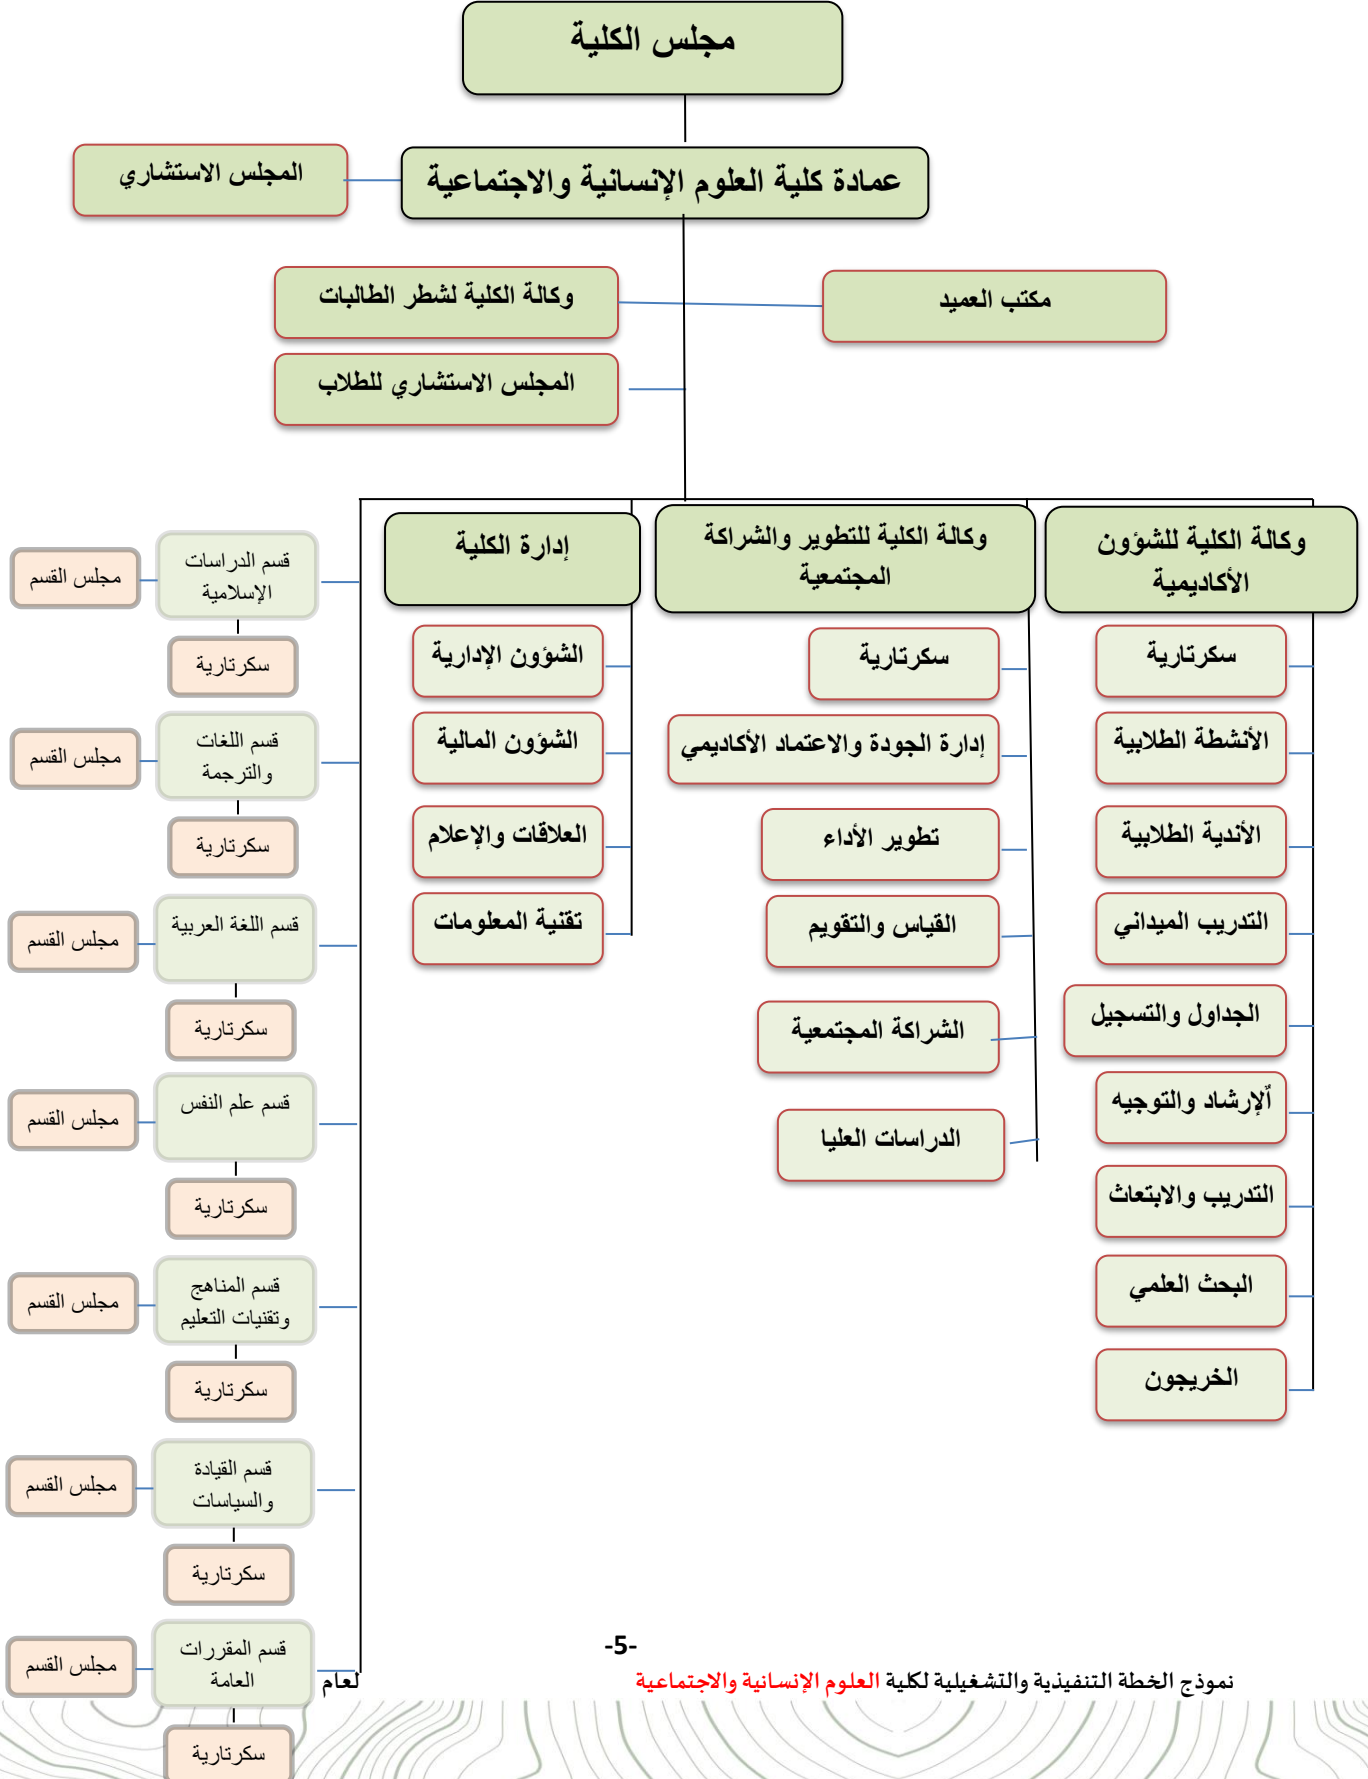 مجلس الكلية
عمادة كلية العلوم الإنسانية والاجتماعية
المجلس الاستشاري
مكتب العميد
وكالة الكلية لشطر الطالبات
المجلس الاستشاري للطلاب
وكالة الكلية للشؤون
الأكاديمية
سكرتارية
الأنشطة الطلابية
الأندية الطلابية
التدريب الميداني
الجداول والتسجيل
ألإرشاد والتوجيه
التدريب والابتعاث
البحث العلمي
الخريجون
وكالة الكلية للتطوير والشراكة
المجتمعية
سكرتارية
إدارة الجودة والاعتماد الأكاديمي
تطوير الأداء
القياس والتقويم
الشراكة المجتمعية
الدراسات العليا
إدارة الكلية
الشؤون الإدارية
الشؤون المالية
العلاقات والإعلام
تقنية المعلومات
قسم الدراسات
الإسلامية
مجلس القسم
سكرتارية
قسم اللغات
والترجمة
مجلس القسم
سكرتارية
قسم اللغة العربية
مجلس القسم
سكرتارية
قسم علم النفس
مجلس القسم
سكرتارية
قسم المناهج
وتقنيات التعليم
مجلس القسم
سكرتارية
قسم القيادة
والسياسات
مجلس القسم
سكرتارية
قسم المقررات
العامة
مجلس القسم
سكرتارية
-5-
نموذج الخطة التنفيذية والتشغيلية لكلية العلوم الإنسانية والاجتماعية لعام